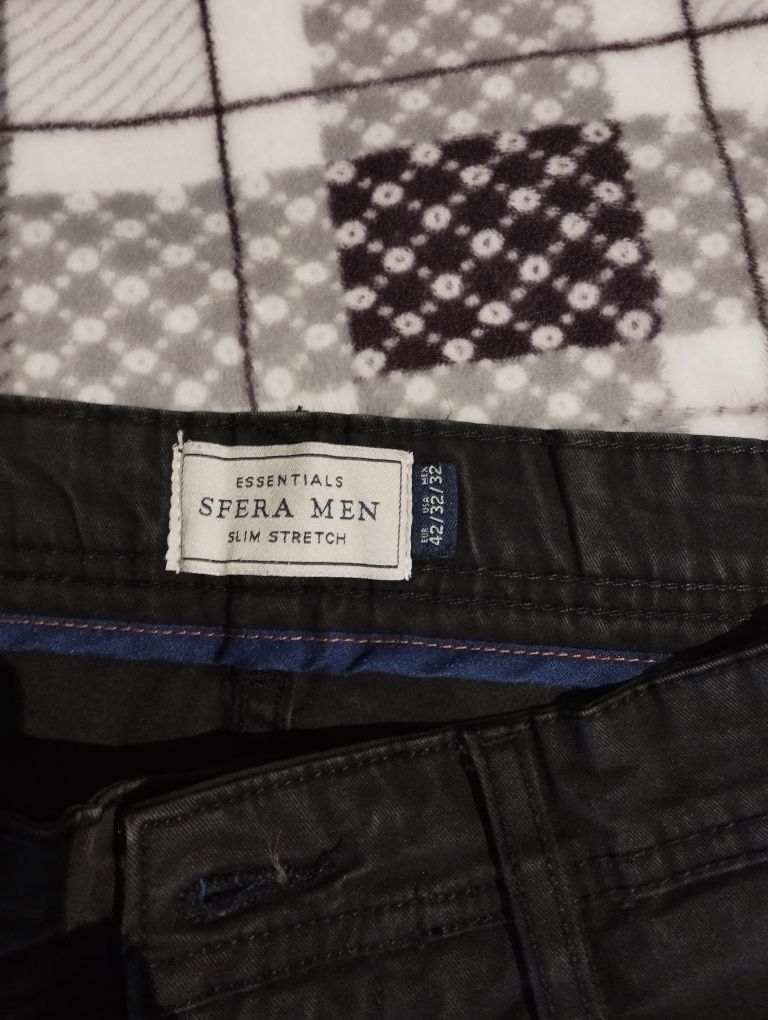 ESSENTIALS
SFERA MEN
SLIM STRETCH
EUR USA MEX
42/32/32